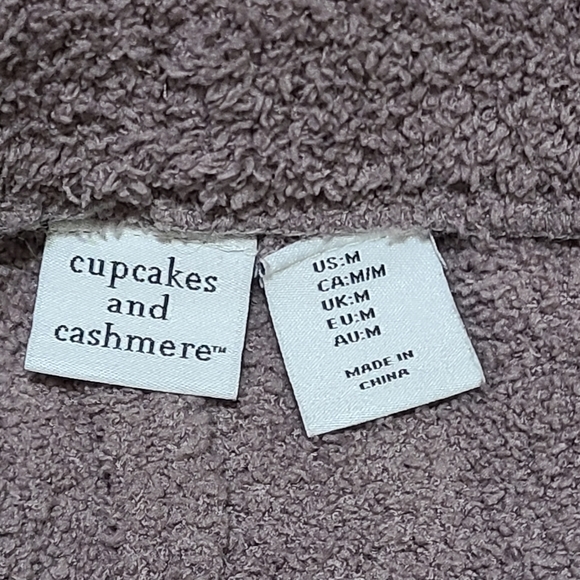 cupcakes
and
cashmere™
US:M
CA:M/M
UK:M
EU:M
AU:M
MADE IN
CHINA